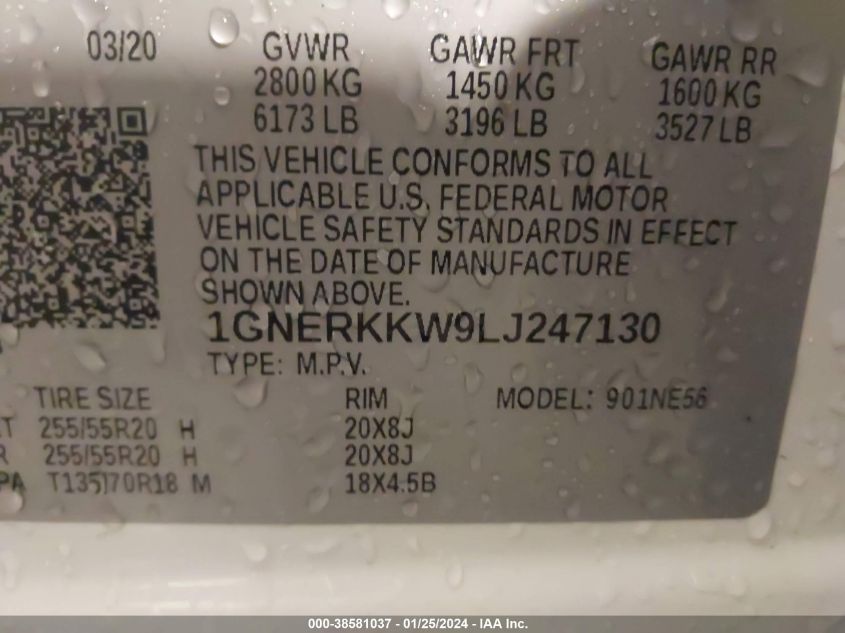 03/20 GVWR GAWR FRT GAWR RR
2800 KG 1450 KG 1600 KG
6173 LB 3196 LB 3527 LB
THIS VEHICLE CONFORMS TO ALL
APPLICABLE U.S. FEDERAL MOTOR
VEHICLE SAFETY STANDARDS IN EFFECT
ON THE DATE OF MANUFACTURE
SHOWN ABOVE.
1GNERKKW9LJ247130
TYPE: M.P.V.
TIRE SIZE RIM MODEL: 901NE56
T 255/55R20 H 20X8J
R 255/55R20 H 20X8J
PA T135/70R18 M 18X4.5B
000-38581037 - 01/25/2024 - IAA Inc.